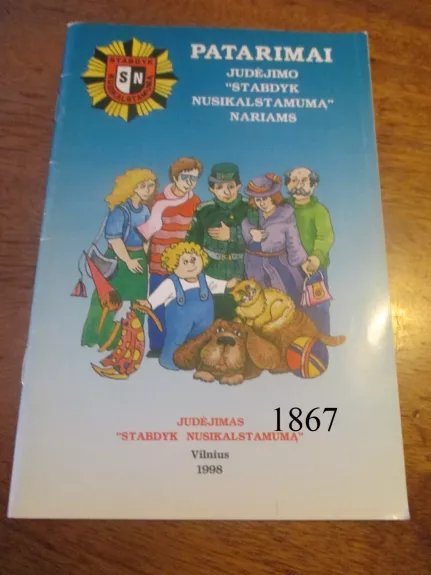 STABDYK
SN
NUSIKALSTAMUMĄ
PATARIMAI
JUDĖJIMO
"STABDYK
NUSIKALSTAMUMĄ"
NARIAMS
JUDĖJIMAS
"STABDYK NUSIKALSTAMUMĄ"
1867
Vilnius
1998